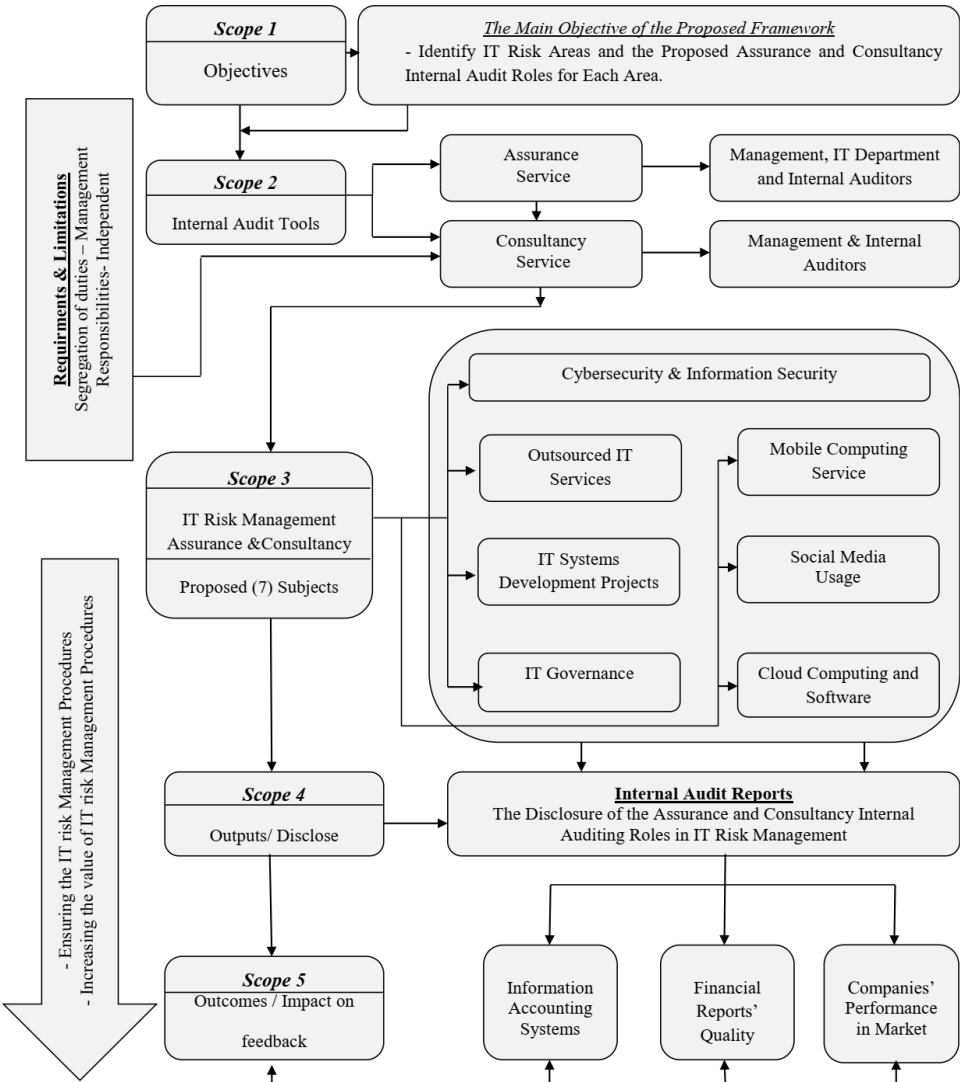 Scope 1
Objectives
The Main Objective of the Proposed Framework
- Identify IT Risk Areas and the Proposed Assurance and Consultancy
Internal Audit Roles for Each Area.
Requirments & Limitations
Segregation of duties – Management
Responsibilities- Independent
Scope 2
Internal Audit Tools
Assurance
Service
Management, IT Department
and Internal Auditors
Consultancy
Service
Management & Internal
Auditors
Scope 3
IT Risk Management
Assurance &Consultancy
Proposed (7) Subjects
Cybersecurity & Information Security
Outsourced IT
Services
Mobile Computing
Service
IT Systems
Development Projects
Social Media
Usage
IT Governance
Cloud Computing and
Software
- Ensuring the IT risk Management Procedures
- Increasing the value of IT risk Management Procedures
Scope 4
Outputs/ Disclose
Internal Audit Reports
The Disclosure of the Assurance and Consultancy Internal
Auditing Roles in IT Risk Management
Scope 5
Outcomes / Impact on
feedback
Information
Accounting
Systems
Financial
Reports’
Quality
Companies’
Performance
in Market